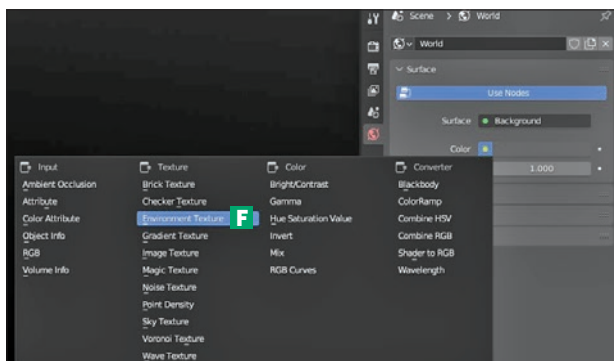 Scene > World
World
Surface
Use Nodes
Surface Background
Color
1.000
Input Texture Color Converter
Ambient Occlusion Brick Texture Bright/Contrast Blackbody
Attribute Checker Texture Gamma ColorRamp
Color Attribute Environment Texture F Hue Saturation Value Combine HSV
Object Info Gradient Texture Invert Combine RGB
RGB Image Texture Mix Shader to RGB
Volume Info Magic Texture RGB Curves Wavelength
Noise Texture
Point Density
Sky Texture
Voronoi Texture
Wave Texture